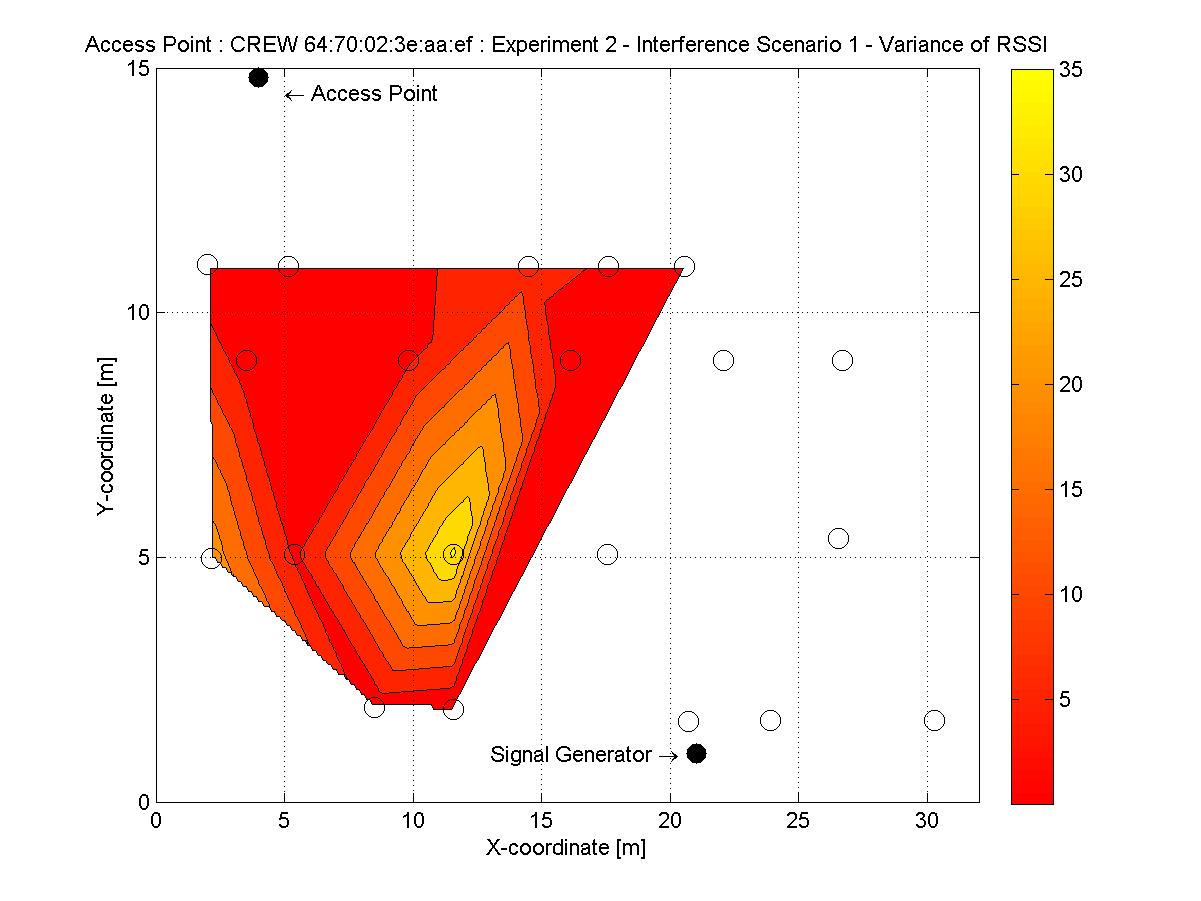 Access Point : CREW 64:70:02:3e:aa:ef : Experiment 2 - Interference Scenario 1 - Variance of RSSI
15
10
5
0
Y-coordinate [m]
← Access Point
Signal Generator →
0 5 10 15 20 25 30
X-coordinate [m]
35
30
25
20
15
10
5